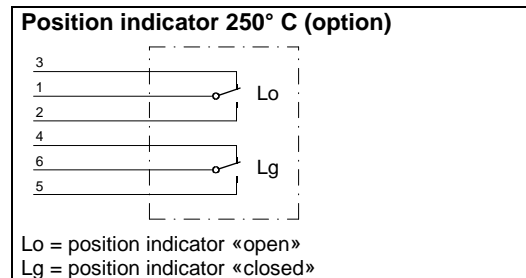 Position indicator 250° C (option)
3
1
Lo
2
4
6
Lg
5
Lo = position indicator «open»
Lg = position indicator «closed»